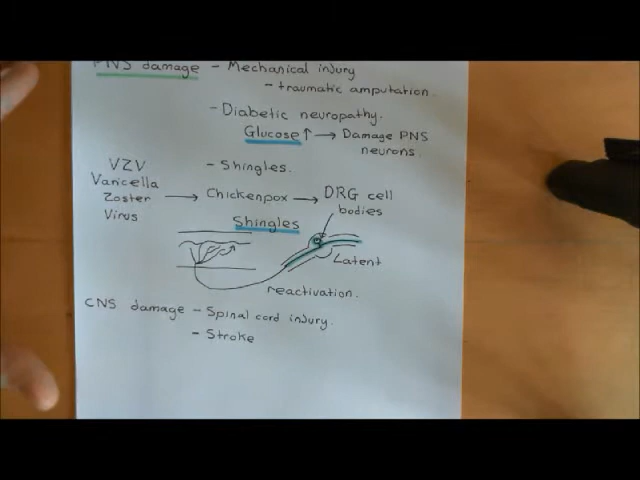 PNS damage - Mechanical injury
- traumatic amputation.
- Diabetic neuropathy.
Glucose ↑ → Damage PNS
neurons.
- Shingles.
VZV
Varicella
Zoster
Virus
→ Chickenpox → DRG cell
bodies
Shingles
Latent
reactivation.
CNS damage - Spinal cord injury.
- Stroke